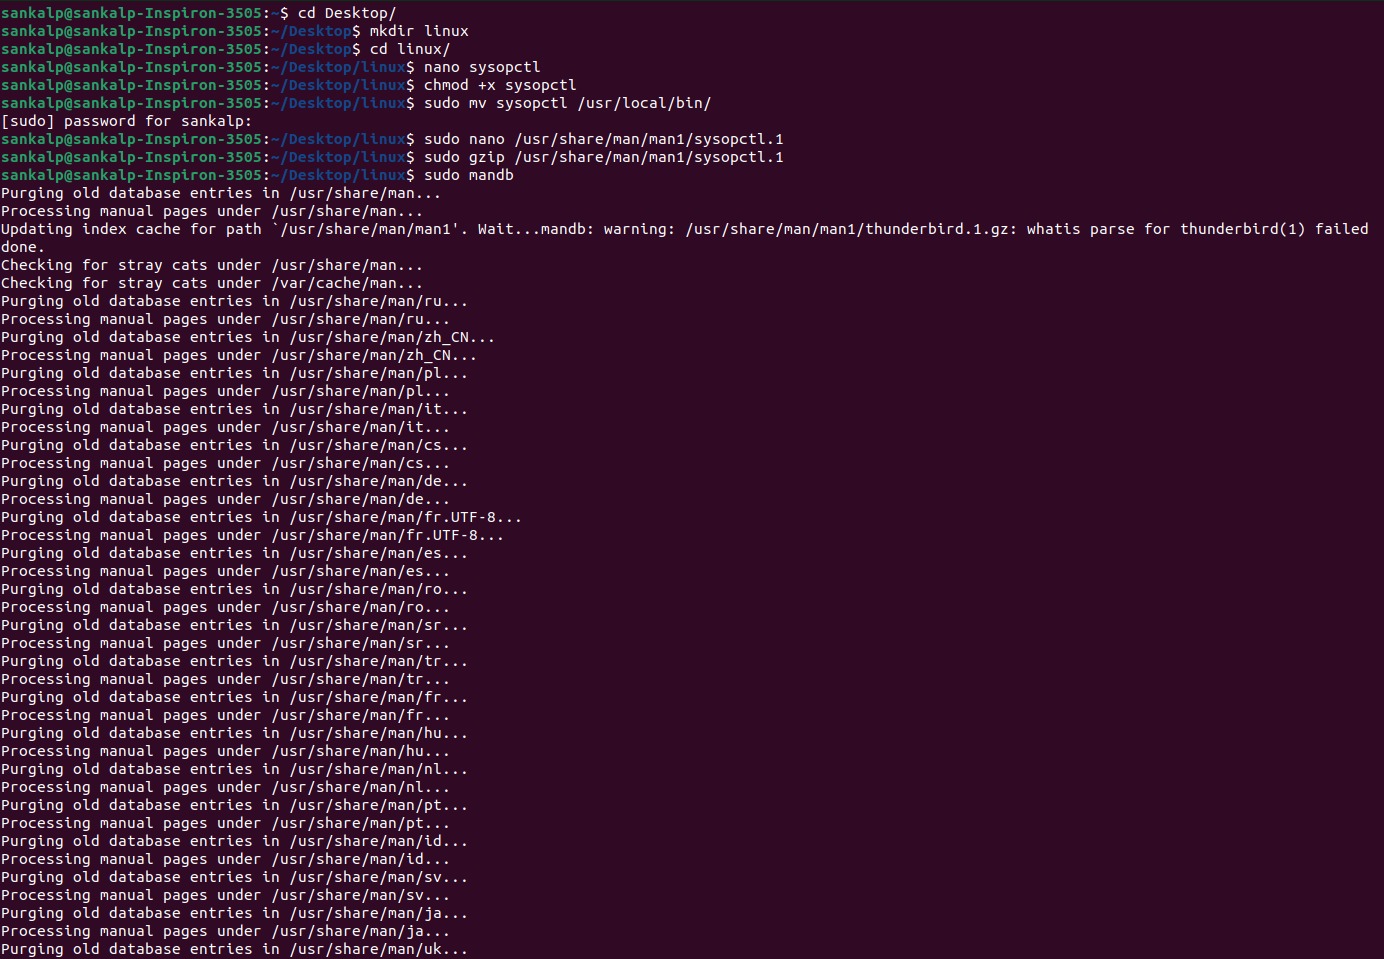 sankalp@sankalp-Inspiron-3505:~$ cd Desktop/
sankalp@sankalp-Inspiron-3505:~/Desktop$ mkdir linux
sankalp@sankalp-Inspiron-3505:~/Desktop$ cd linux/
sankalp@sankalp-Inspiron-3505:~/Desktop/linux$ nano sysopctl
sankalp@sankalp-Inspiron-3505:~/Desktop/linux$ chmod +x sysopctl
sankalp@sankalp-Inspiron-3505:~/Desktop/linux$ sudo mv sysopctl /usr/local/bin/
[sudo] password for sankalp:
sankalp@sankalp-Inspiron-3505:~/Desktop/linux$ sudo nano /usr/share/man/man1/sysopctl.1
sankalp@sankalp-Inspiron-3505:~/Desktop/linux$ sudo gzip /usr/share/man/man1/sysopctl.1
sankalp@sankalp-Inspiron-3505:~/Desktop/linux$ sudo mandb
Purging old database entries in /usr/share/man...
Processing manual pages under /usr/share/man...
Updating index cache for path `/usr/share/man/man1'. Wait...mandb: warning: /usr/share/man/man1/thunderbird.1.gz: whatis parse for thunderbird(1) failed
done.
Checking for stray cats under /usr/share/man...
Checking for stray cats under /var/cache/man...
Purging old database entries in /usr/share/man/ru...
Processing manual pages under /usr/share/man/ru...
Purging old database entries in /usr/share/man/zh_CN...
Processing manual pages under /usr/share/man/zh_CN...
Purging old database entries in /usr/share/man/pl...
Processing manual pages under /usr/share/man/pl...
Purging old database entries in /usr/share/man/it...
Processing manual pages under /usr/share/man/it...
Purging old database entries in /usr/share/man/cs...
Processing manual pages under /usr/share/man/cs...
Purging old database entries in /usr/share/man/de...
Processing manual pages under /usr/share/man/de...
Purging old database entries in /usr/share/man/fr.UTF-8...
Processing manual pages under /usr/share/man/fr.UTF-8...
Purging old database entries in /usr/share/man/es...
Processing manual pages under /usr/share/man/es...
Purging old database entries in /usr/share/man/ro...
Processing manual pages under /usr/share/man/ro...
Purging old database entries in /usr/share/man/sr...
Processing manual pages under /usr/share/man/sr...
Purging old database entries in /usr/share/man/tr...
Processing manual pages under /usr/share/man/tr...
Purging old database entries in /usr/share/man/fr...
Processing manual pages under /usr/share/man/fr...
Purging old database entries in /usr/share/man/hu...
Processing manual pages under /usr/share/man/hu...
Purging old database entries in /usr/share/man/nl...
Processing manual pages under /usr/share/man/nl...
Purging old database entries in /usr/share/man/pt...
Processing manual pages under /usr/share/man/pt...
Purging old database entries in /usr/share/man/id...
Processing manual pages under /usr/share/man/id...
Purging old database entries in /usr/share/man/sv...
Processing manual pages under /usr/share/man/sv...
Purging old database entries in /usr/share/man/ja...
Processing manual pages under /usr/share/man/ja...
Purging old database entries in /usr/share/man/uk...